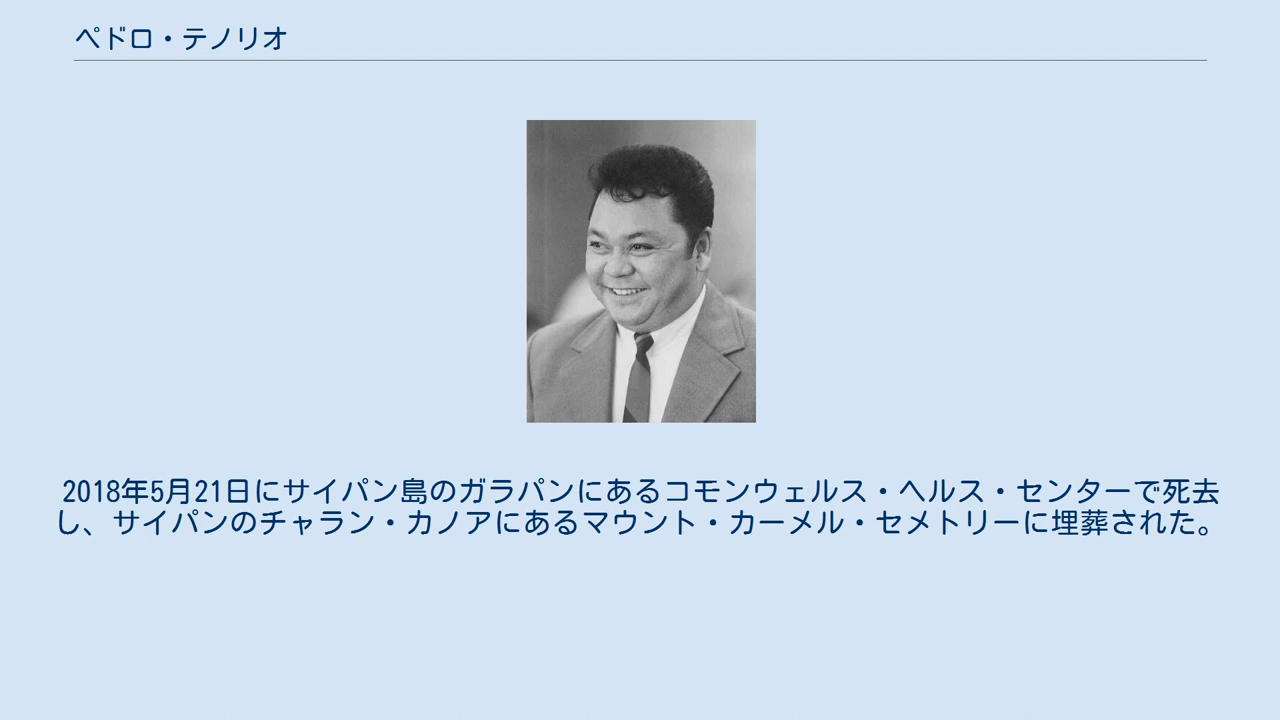 ペドロ・テノリオ
2018年5月21日にサイパン島のガラパンにあるコモンウェルス・ヘルス・センターで死去
し、サイパンのチャラン・カノアにあるマウント・カーメル・セメトリーに埋葬された。